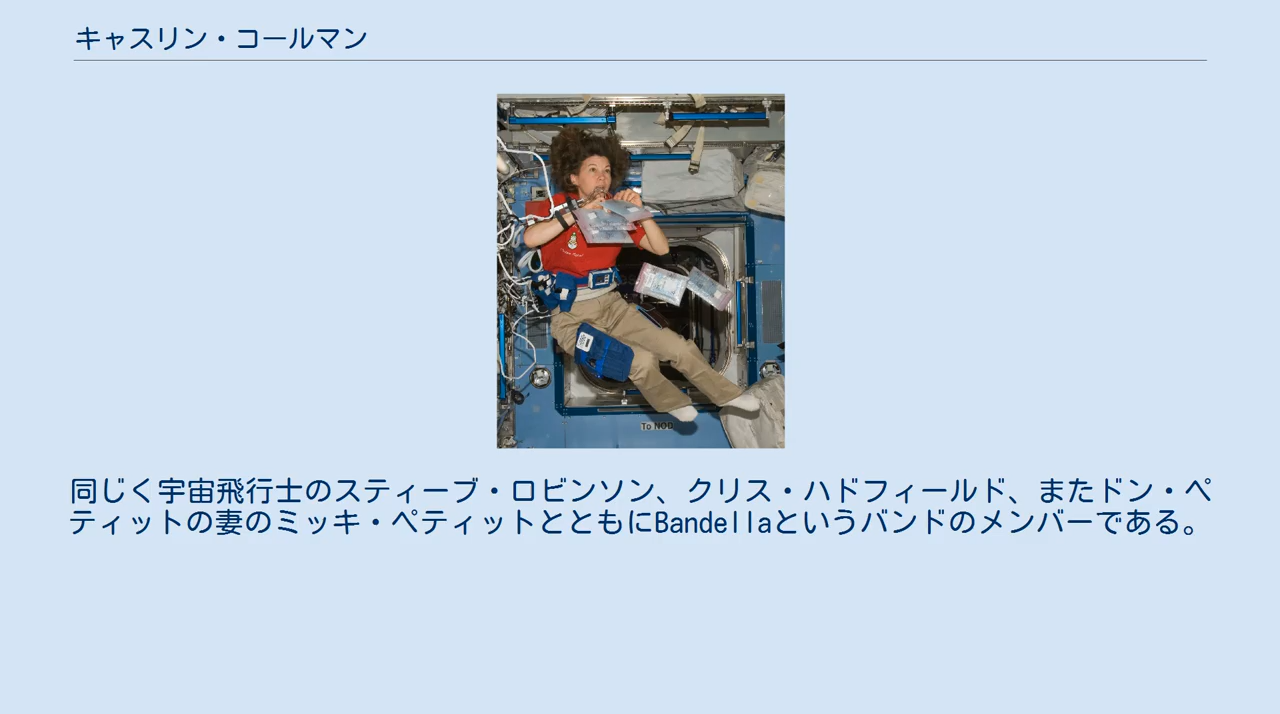 キャスリン・コールマン
To NOD
同じく宇宙飛行士のスティーブ・ロビンソン、クリス・ハドフィールド、またドン・ペ
ティットの妻のミッキ・ペティットとともにBandellaというバンドのメンバーである。